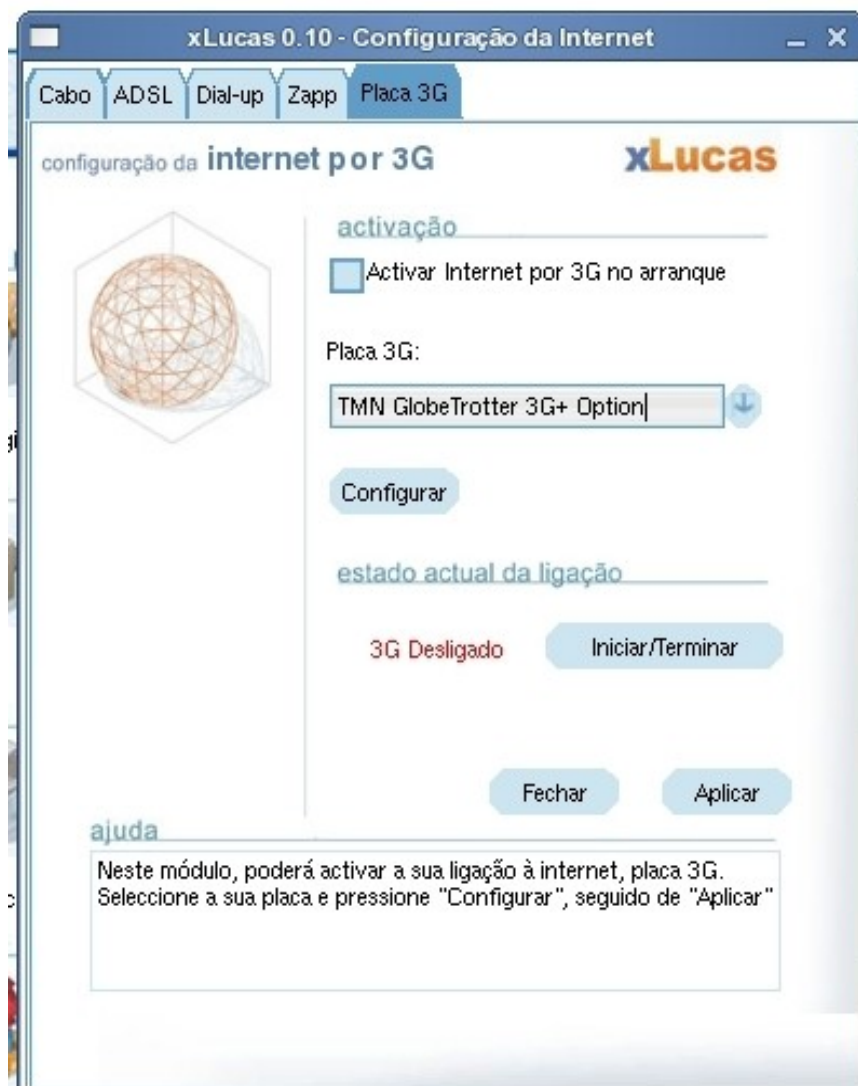 xLucas 0.10 - Configuração da Internet
Cabo ADSL Dial-up Zapp Placa 3G
configuração da internet por 3G xLucas
activação
Activar Internet por 3G no arranque
Placa 3G:
TMN GlobeTrotter 3G+ Option
Configurar
estado actual da ligação
3G Desligado Iniciar/Terminar
Fechar Aplicar
ajuda
Neste módulo, poderá activar a sua ligação à internet, placa 3G.
Seleccione a sua placa e pressione "Configurar", seguido de "Aplicar"